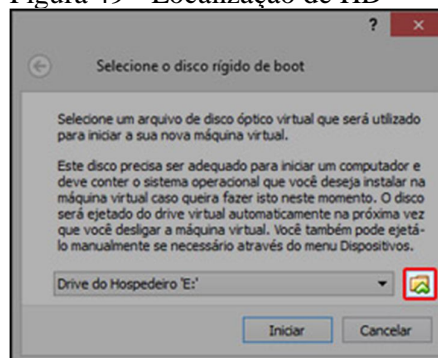 Figura 49 - Localização de HD
?
×
Selecione o disco rígido de boot
Selecione um arquivo de disco óptico virtual que será utilizado
para iniciar a sua nova máquina virtual.
Este disco precisa ser adequado para iniciar um computador e
deve conter o sistema operacional que você deseja instalar na
máquina virtual caso queira fazer isto neste momento. O disco
será ejetado do drive virtual automaticamente na próxima vez
que você desligar a máquina virtual. Você também pode ejetá-
lo manualmente se necessário através do menu Dispositivos.
Drive do Hospedeiro 'E:'
Iniciar Cancelar